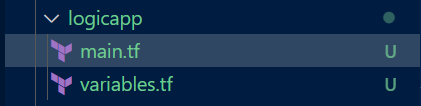 logicapp
main.tf U
variables.tf U